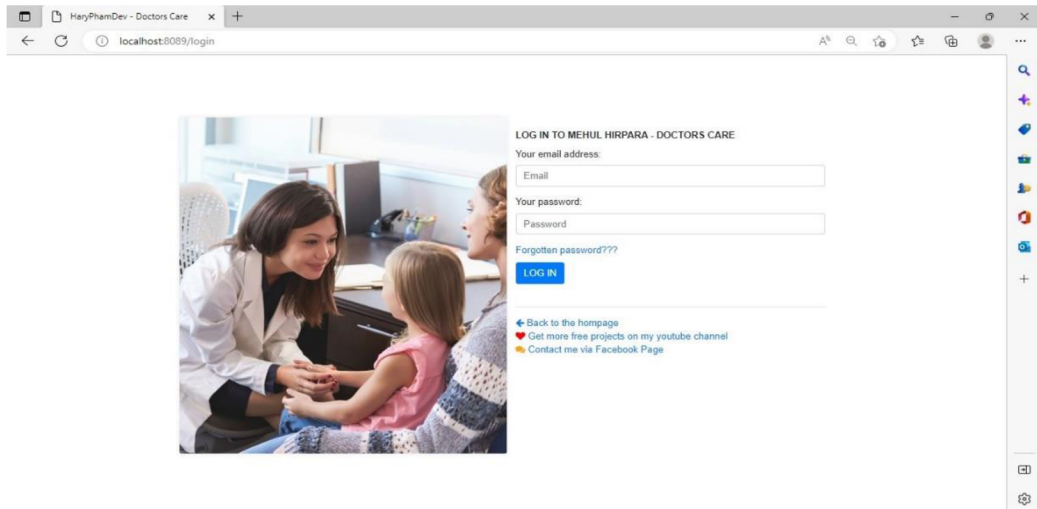 HaryPhamDev - Doctors Care
localhost:8089/login
LOG IN TO MEHUL HIRPARA - DOCTORS CARE
Your email address:
Email
Your password:
Password
Forgotten password???
LOG IN
Back to the hompage
Get more free projects on my youtube channel
Contact me via Facebook Page